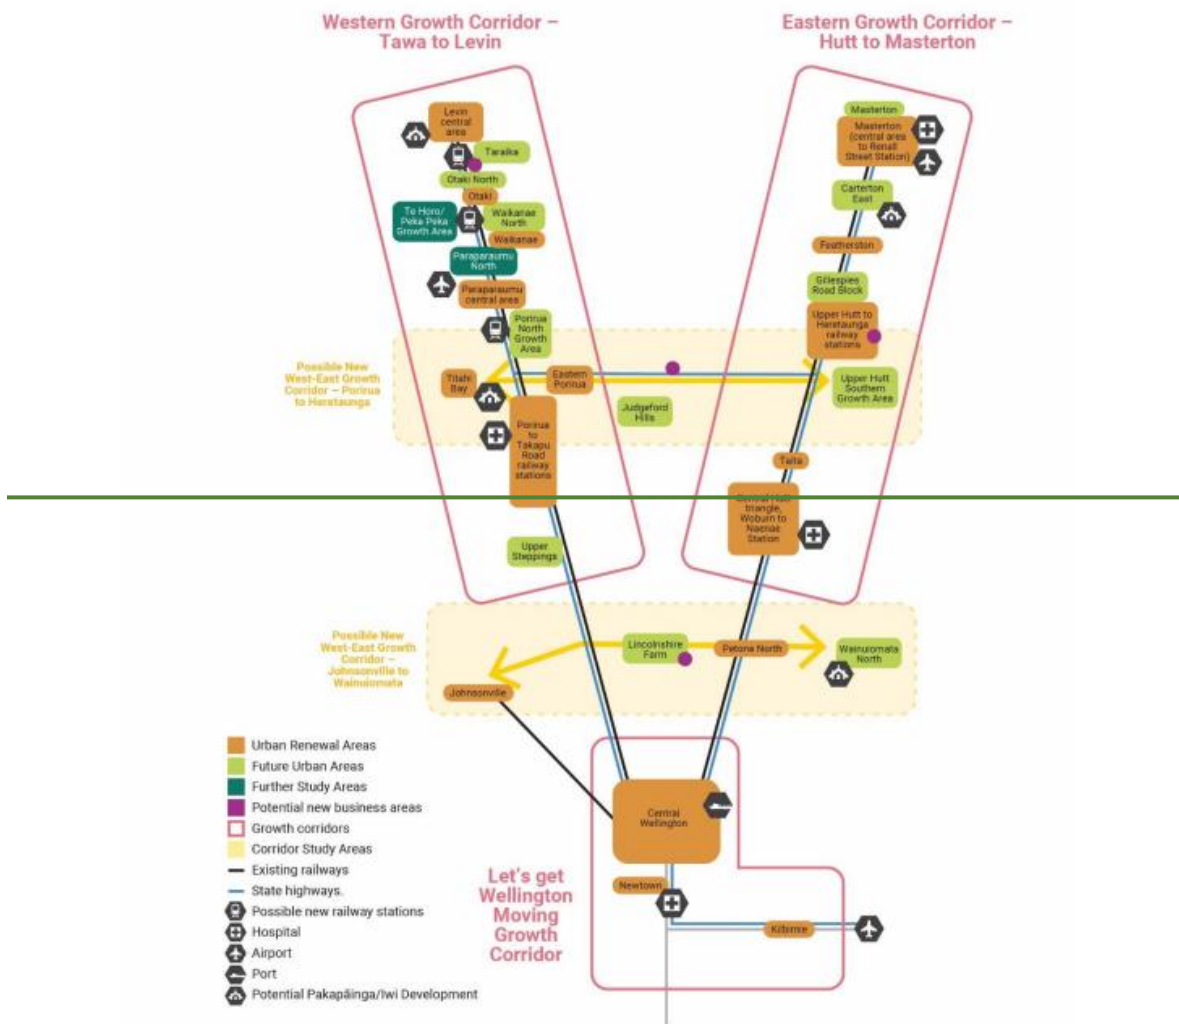 Western Growth Corridor –
Tawa to Levin
Eastern Growth Corridor –
Hutt to Masterton
Levin
central
area
Taraika
Otaki North
Otaki
Te Horo/
Peka Peka
Growth Area
Waikanae
North
Waikanae
Paraparaumu
North
Paraparaumu
central area
Porirua
North
Growth
Area
Masterton
Masterton
(central area
to Renall
Street Station)
Carterton
East
Featherston
Gillespies
Road Block
Upper Hutt to
Heretaunga
railway
stations
Possible New
West-East Growth
Corridor – Porirua
to Heretaunga
Titahi
Bay
Eastern
Porirua
Judgeford
Hills
Upper Hutt
Southern
Growth Area
Porirua
to
Takapu
Road
railway
stations
Taita
triangle,
Woburn to
Naenae
Station
Upper
Steppings
Possible New
West-East Growth
Corridor –
Johnsonville to
Wainuiomata
Lincolnshire
Farm
Petone North
Wainuiomata
North
Johnsonville
Urban Renewal Areas
Future Urban Areas
Further Study Areas
Potential new business areas
Growth corridors
Corridor Study Areas
Existing railways
State highways.
Possible new railway stations
Hospital
Airport
Port
Potential Pakapāinga/Iwi Development
Central
Wellington
Let's get
Wellington
Moving
Growth
Corridor
Newtown
Kilbirnie